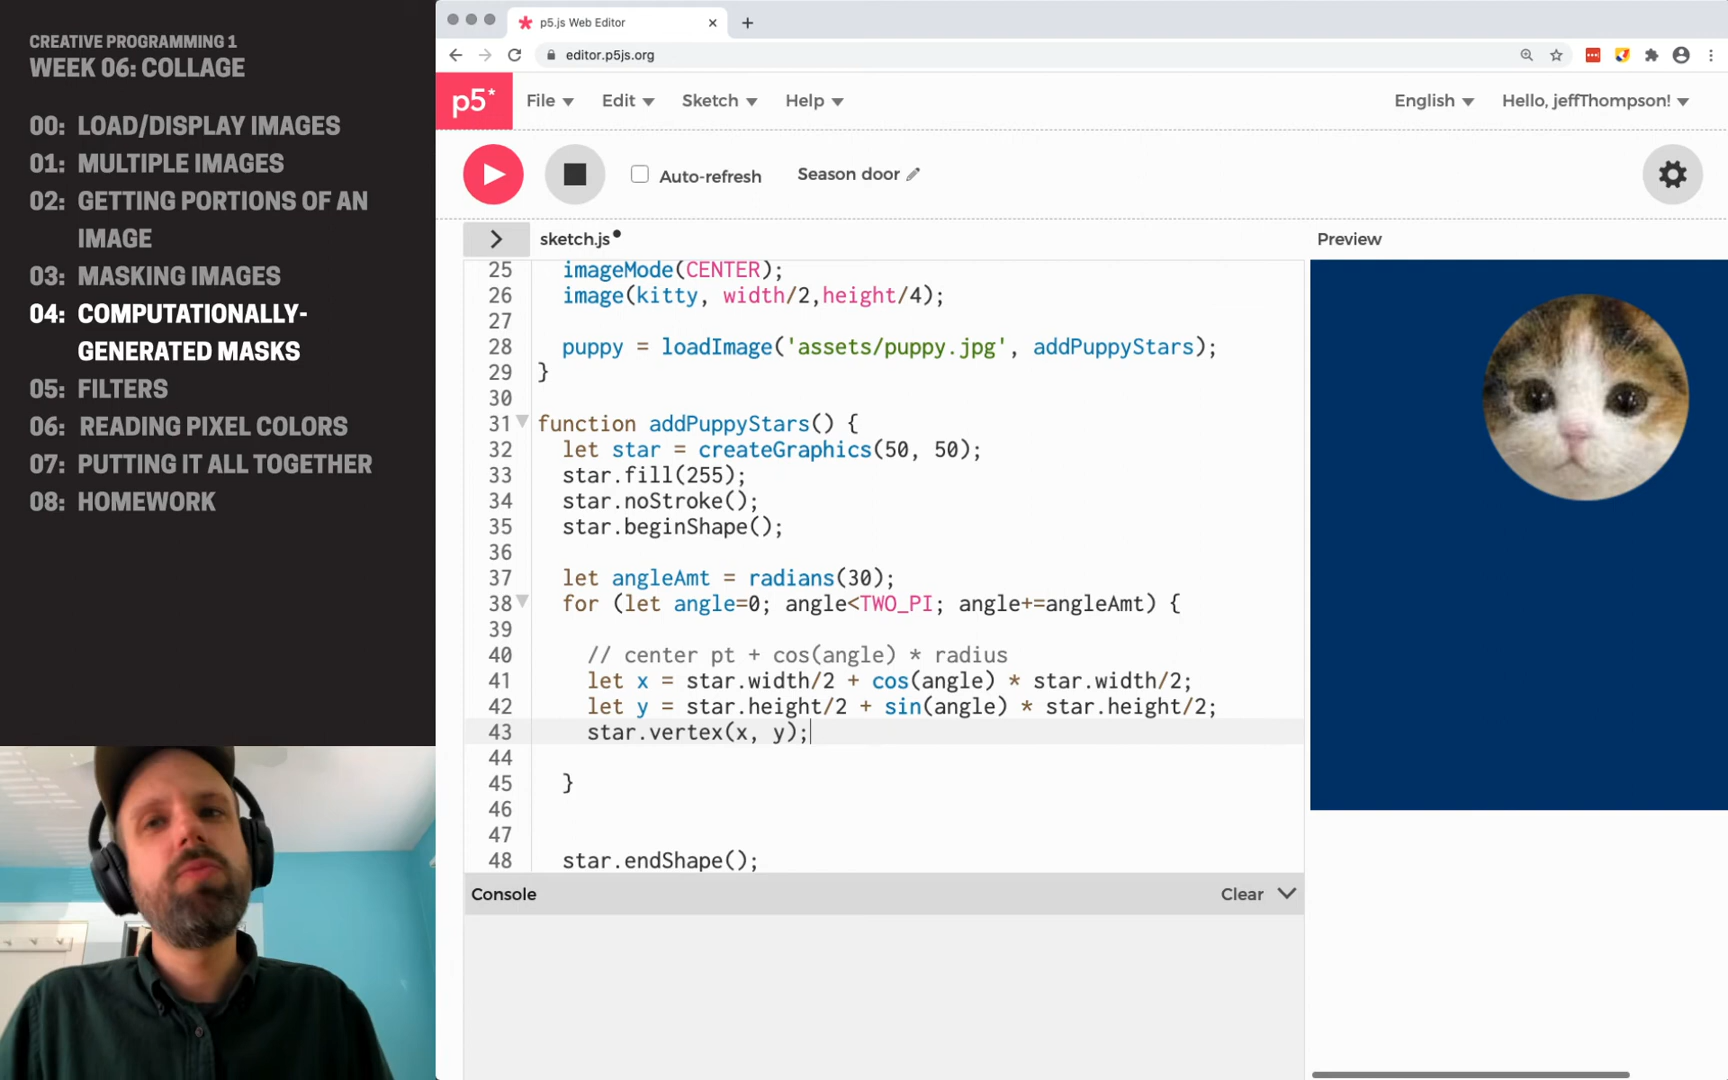 CREATIVE PROGRAMMING 1
WEEK 06: COLLAGE
00: LOAD/DISPLAY IMAGES
01: MULTIPLE IMAGES
02: GETTING PORTIONS OF AN
IMAGE
03: MASKING IMAGES
04: COMPUTATIONALLY-
GENERATED MASKS
05: FILTERS
06: READING PIXEL COLORS
07: PUTTING IT ALL TOGETHER
08: HOMEWORK
p5.js Web Editor
editor.p5js.org
p5* File Edit Sketch Help English Hello, jeffThompson!
Auto-refresh Season door
sketch.js
Preview
25 imageMode(CENTER);
26 image(kitty, width/2,height/4);
27
28 puppy = loadImage('assets/puppy.jpg', addPuppyStars);
29 }
30
31 function addPuppyStars() {
32 let star = createGraphics(50, 50);
33 star.fill(255);
34 star.noStroke();
35 star.beginShape();
36
37 let angleAmt = radians(30);
38 for (let angle=0; angle<TWO_PI; angle+=angleAmt) {
39
40 // center pt + cos(angle) * radius
41 let x = star.width/2 + cos(angle) * star.width/2;
42 let y = star.height/2 + sin(angle) * star.height/2;
43 star.vertex(x, y);
44
45 }
46
47
48 star.endShape();
Console Clear